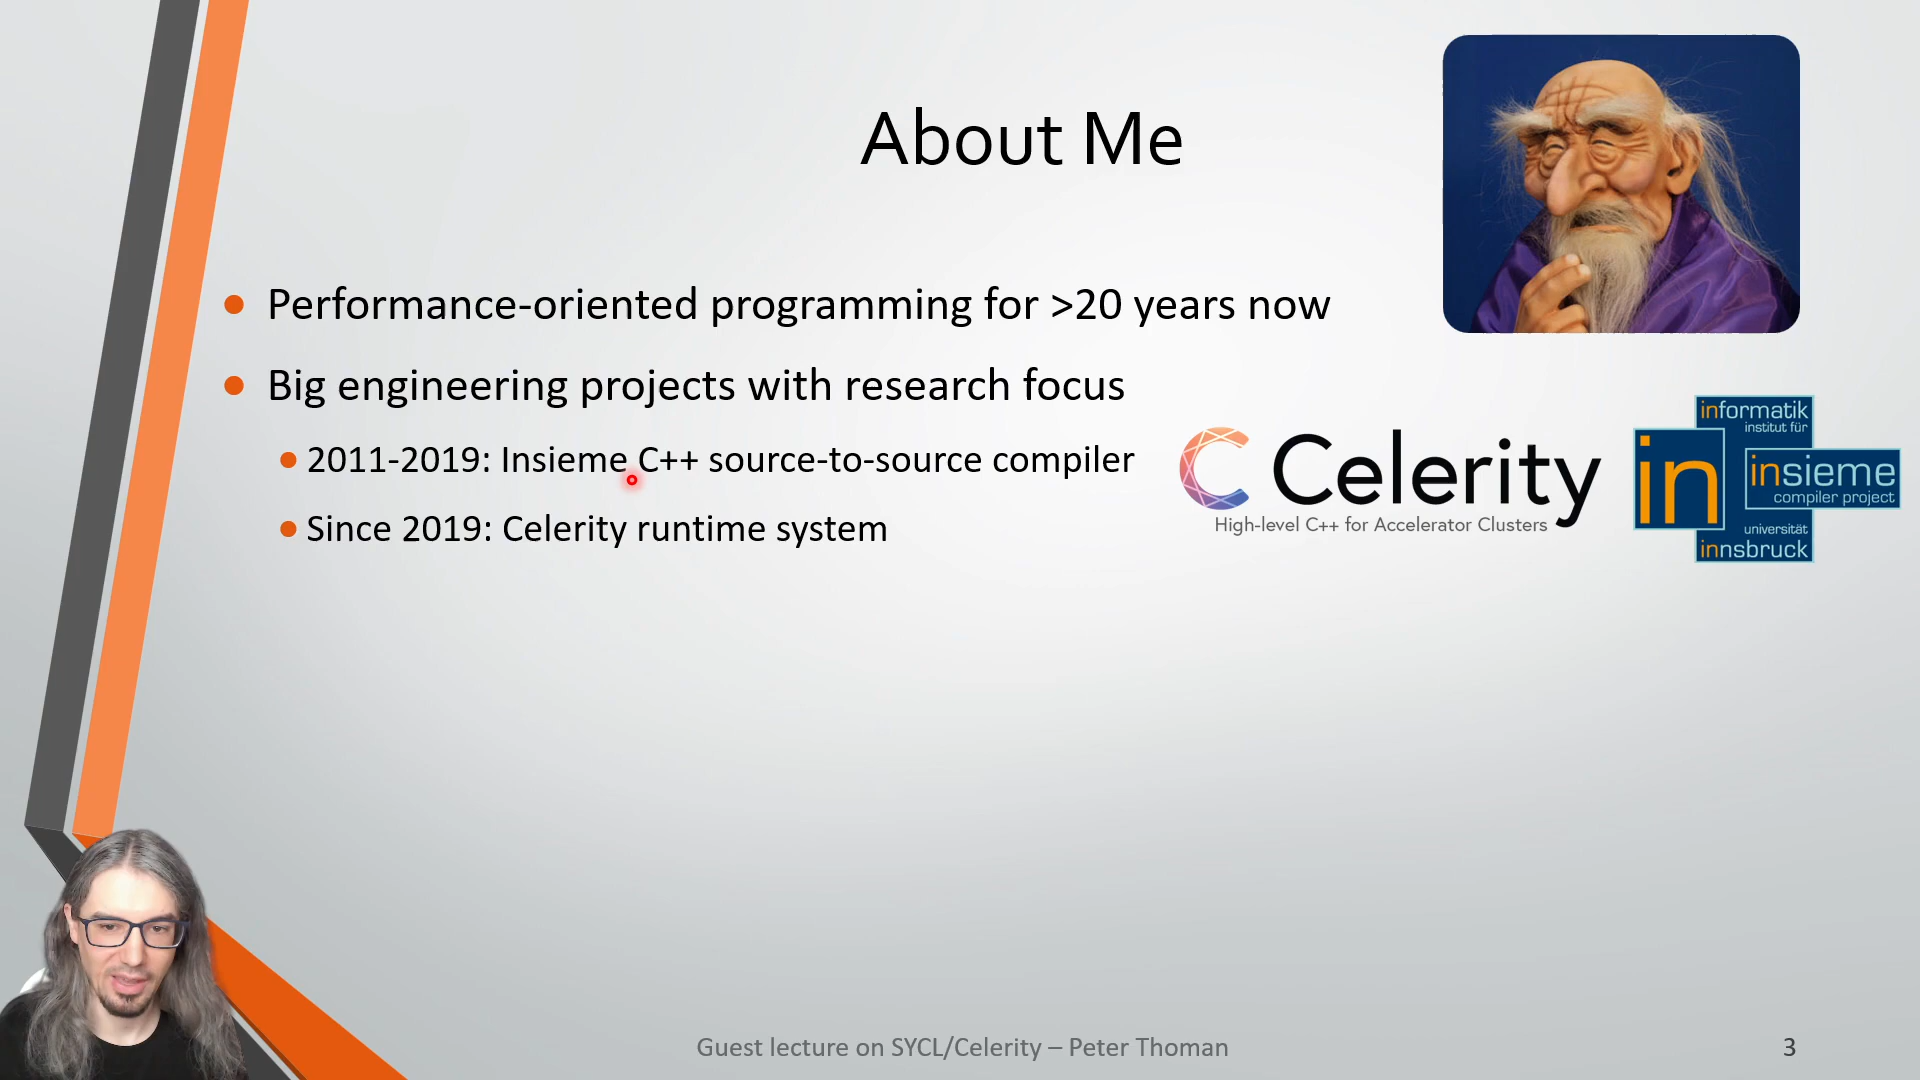 About Me
Performance-oriented programming for >20 years now
Big engineering projects with research focus
2011-2019: Insieme C++ source-to-source compiler
Since 2019: Celerity runtime system
Celerity
High-level C++ for Accelerator Clusters
informatik
institut für
in
insieme
compiler project
universität
innsbruck
Guest lecture on SYCL/Celerity – Peter Thoman
3